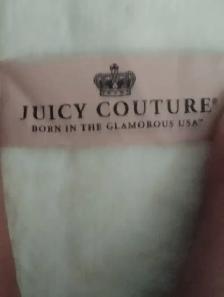 JUICY COUTURE®
BORN IN THE GLAMOROUS USA™